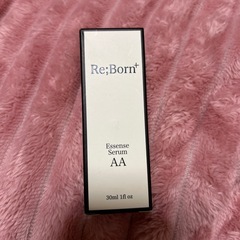 Re;Born+
Essense
Serum
AA
30ml 1fl oz